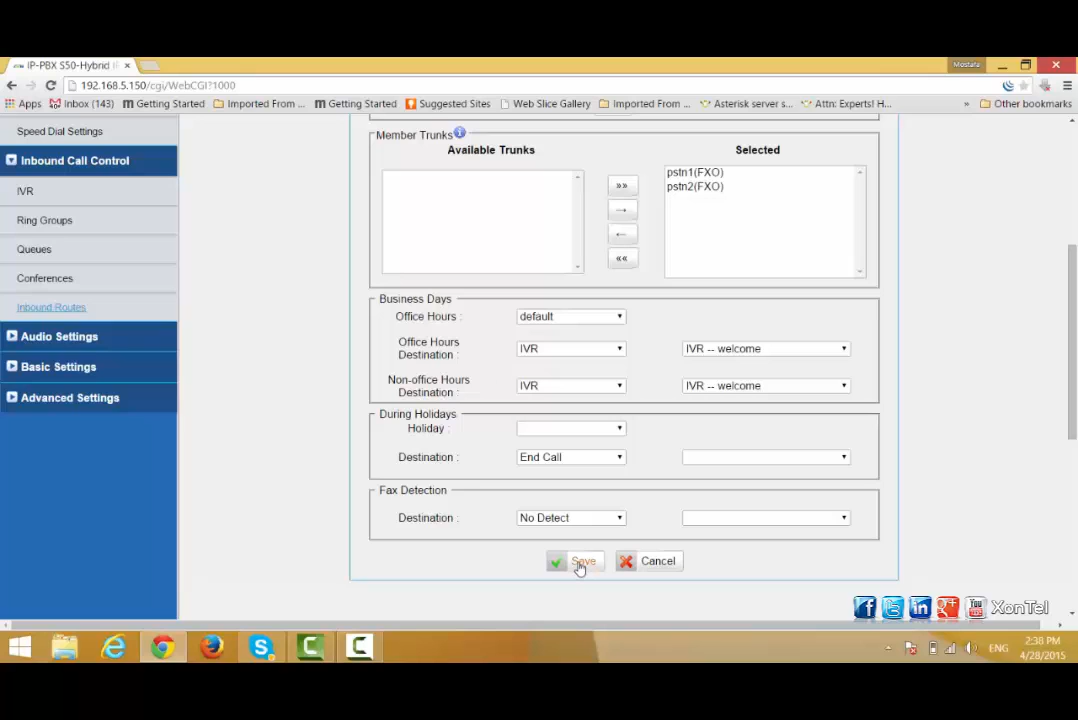 IP-PBX S50-Hybrid IP
Mostafa
192.168.5.150/cgi/WebCGI?1000
Apps
Inbox (143)
Getting Started
Imported From ...
Getting Started
Suggested Sites
Web Slice Gallery
Imported From ...
Asterisk server s...
Attn: Experts! H...
»
Other bookmarks
Speed Dial Settings
Inbound Call Control
IVR
Ring Groups
Queues
Conferences
Inbound Routes
Audio Settings
Basic Settings
Advanced Settings
Member Trunks
Available Trunks
Selected
pstn1(FXO)
pstn2(FXO)
Business Days
Office Hours : default
Office Hours
Destination : IVR IVR -- welcome
Non-office Hours
Destination : IVR IVR -- welcome
During Holidays
Holiday :
Destination : End Call
Fax Detection
Destination : No Detect
Save Cancel
You
XonTel
ENG
2:38 PM
4/28/2015